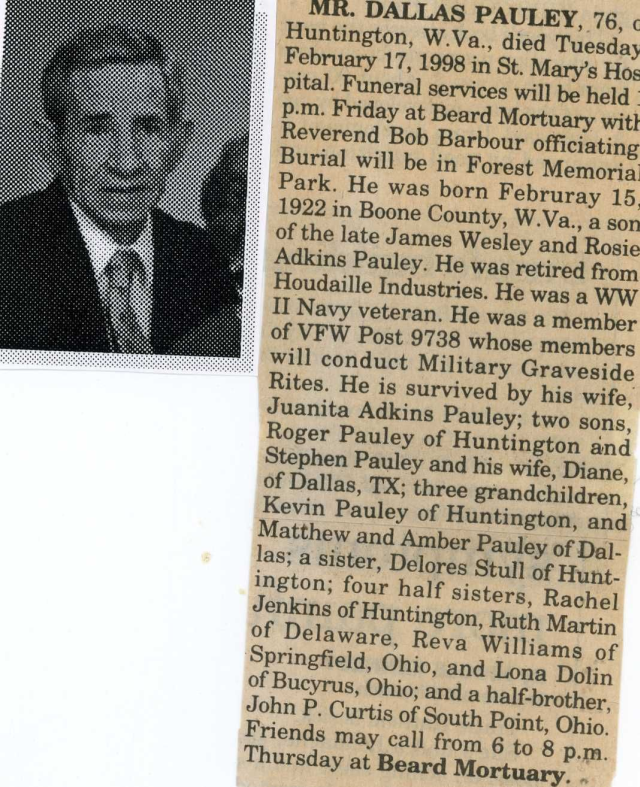 MR. DALLAS PAULEY, 76,
Huntington, W.Va., died Tuesday
February 17, 1998 in St. Mary's Hos
pital. Funeral services will be held
p.m. Friday at Beard Mortuary with
Reverend Bob Barbour officiating
Burial will be in Forest Memorial
Park. He was born Februray 15,
1922 in Boone County, W.Va., a son
of the late James Wesley and Rosie
Adkins Pauley. He was retired from
Houdaille Industries. He was a WW
II Navy veteran. He was a member
of VFW Post 9738 whose members
will conduct Military Graveside
Rites. He is survived by his wife,
Juanita Adkins Pauley; two sons,
Roger Pauley of Huntington and
Stephen Pauley and his wife, Diane,
of Dallas, TX; three grandchildren,
Kevin Pauley of Huntington, and
Matthew and Amber Pauley of Dal-
las; a sister, Delores Stull of Hunt-
ington; four half sisters, Rachel
Jenkins of Huntington, Ruth Martin
of Delaware, Reva Williams of
Springfield, Ohio, and Lona Dolin
of Bucyrus, Ohio; and a half-brother,
John P. Curtis of South Point, Ohio.
Friends may call from 6 to 8 p.m.
Thursday at Beard Mortuary.